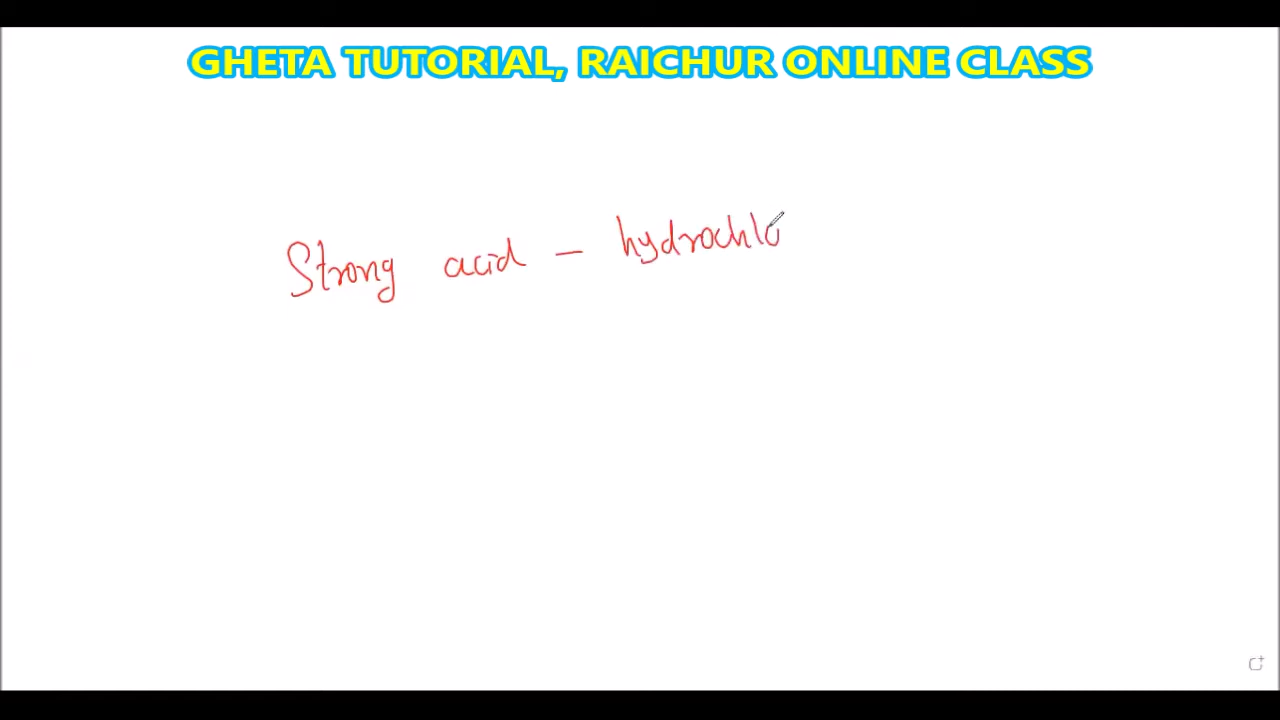 GHETA TUTORIAL, RAICHUR ONLINE CLASS
Strong acid – hydrochlo